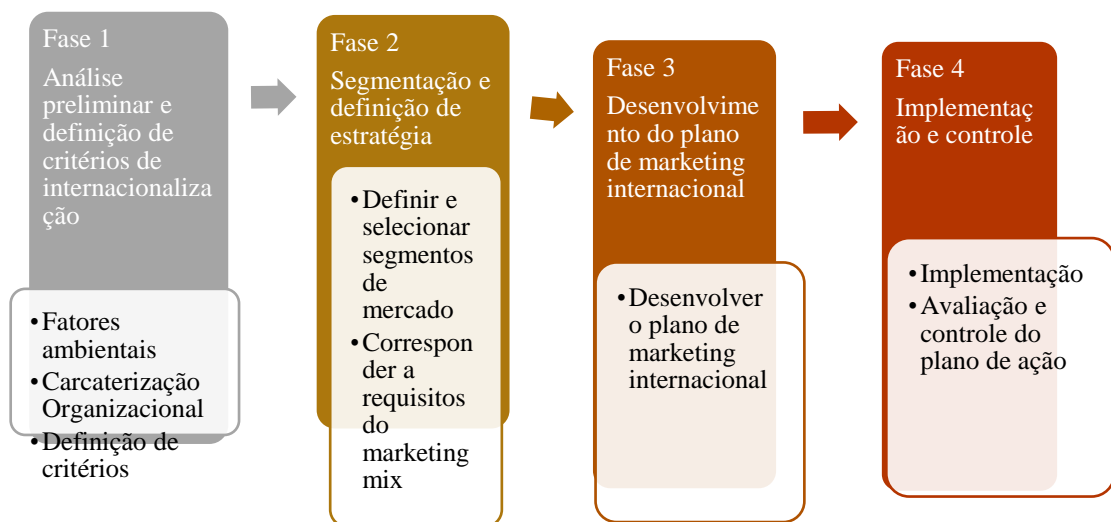 Fase 1
Análise
preliminar e
definição de
critérios de
internacionaliza
ção
•Fatores
ambientais
•Carcaterização
Organizacional
•Definição de
critérios
Fase 2
Segmentação e
definição de
estratégia
•Definir e
selecionar
segmentos
de
mercado
•Correspon
der a
requisitos
do
marketing
mix
Fase 3
Desenvolvime
nto do plano
de marketing
internacional
•Desenvolver
o plano de
marketing
internacional
Fase 4
Implementaç
ão e controle
•Implementação
•Avaliação e
controle do
plano de ação